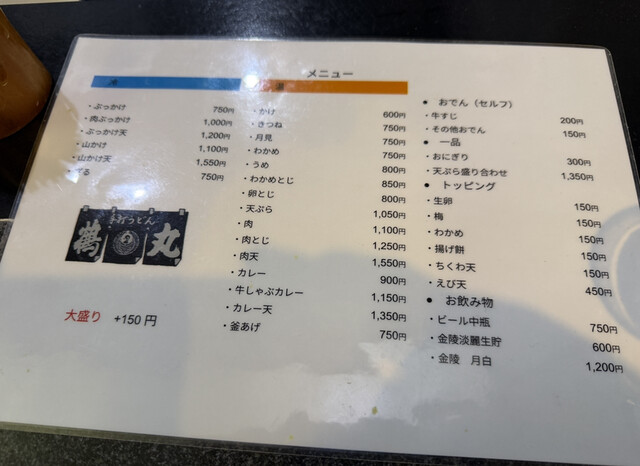 メニュー
冷
・ぶっかけ 750円
・肉ぶっかけ 1,000円
・ぶっかけ天 1,200円
・山かけ 1,100円
・山かけ天 1,550円
・ざる 750円
手打うどん
鶴丸
大盛り +150円
温
・かけ 600円
・きつね 750円
・月見 750円
・わかめ 750円
・うめ 800円
・わかめとじ 850円
・卵とじ 800円
・天ぷら 1,050円
・肉 1,100円
・肉とじ 1,250円
・肉天 1,550円
・カレー 900円
・牛しゃぶカレー 1,150円
・カレー天 1,350円
・釜あげ 750円
● おでん（セルフ）
・牛すじ 200円
・その他おでん 150円
● 一品
・おにぎり 300円
・天ぷら盛り合わせ 1,350円
● トッピング
・生卵 150円
・梅 150円
・わかめ 150円
・揚げ餅 150円
・ちくわ天 150円
・えび天 450円
● お飲み物
・ビール中瓶 750円
・金陵淡麗生貯 600円
・金陵 月白 1,200円